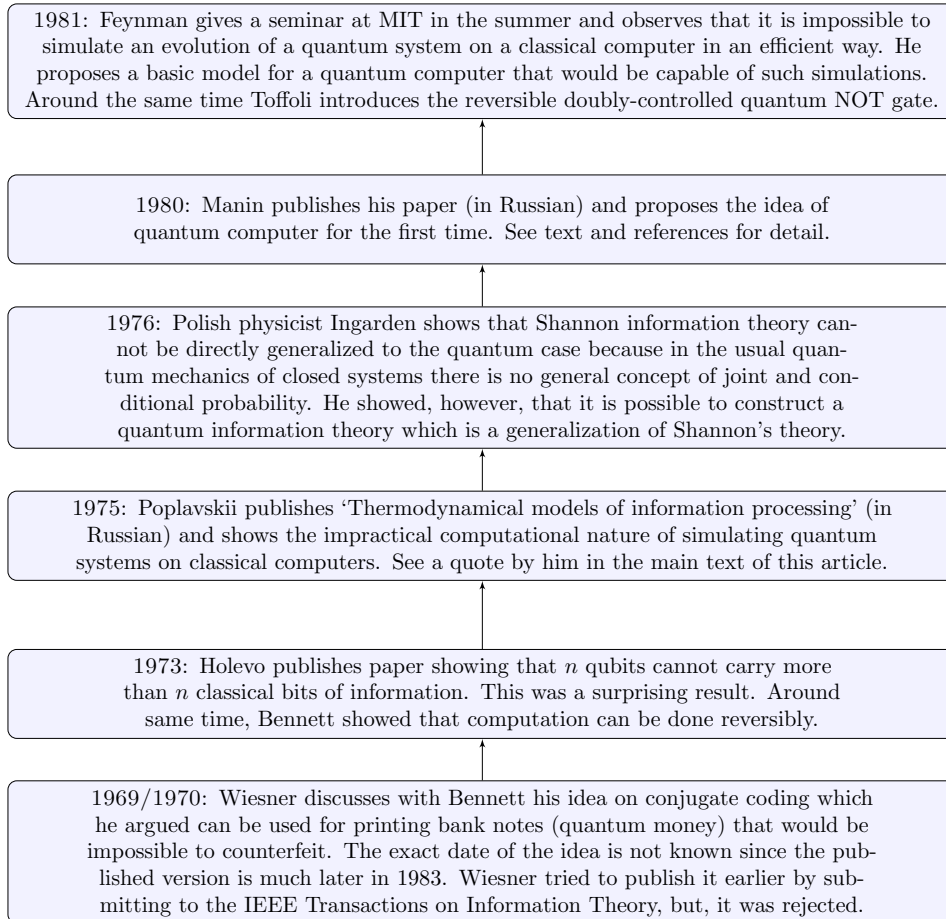 1981: Feynman gives a seminar at MIT in the summer and observes that it is impossible to
simulate an evolution of a quantum system on a classical computer in an efficient way. He
proposes a basic model for a quantum computer that would be capable of such simulations.
Around the same time Toffoli introduces the reversible doubly-controlled quantum NOT gate.
1980: Manin publishes his paper (in Russian) and proposes the idea of
quantum computer for the first time. See text and references for detail.
1976: Polish physicist Ingarden shows that Shannon information theory can-
not be directly generalized to the quantum case because in the usual quan-
tum mechanics of closed systems there is no general concept of joint and con-
ditional probability. He showed, however, that it is possible to construct a
quantum information theory which is a generalization of Shannon's theory.
1975: Poplavskii publishes ‘Thermodynamical models of information processing’ (in
Russian) and shows the impractical computational nature of simulating quantum
systems on classical computers. See a quote by him in the main text of this article.
1973: Holevo publishes paper showing that n qubits cannot carry more
than n classical bits of information. This was a surprising result. Around
same time, Bennett showed that computation can be done reversibly.
1969/1970: Wiesner discusses with Bennett his idea on conjugate coding which
he argued can be used for printing bank notes (quantum money) that would be
impossible to counterfeit. The exact date of the idea is not known since the pub-
lished version is much later in 1983. Wiesner tried to publish it earlier by sub-
mitting to the IEEE Transactions on Information Theory, but, it was rejected.